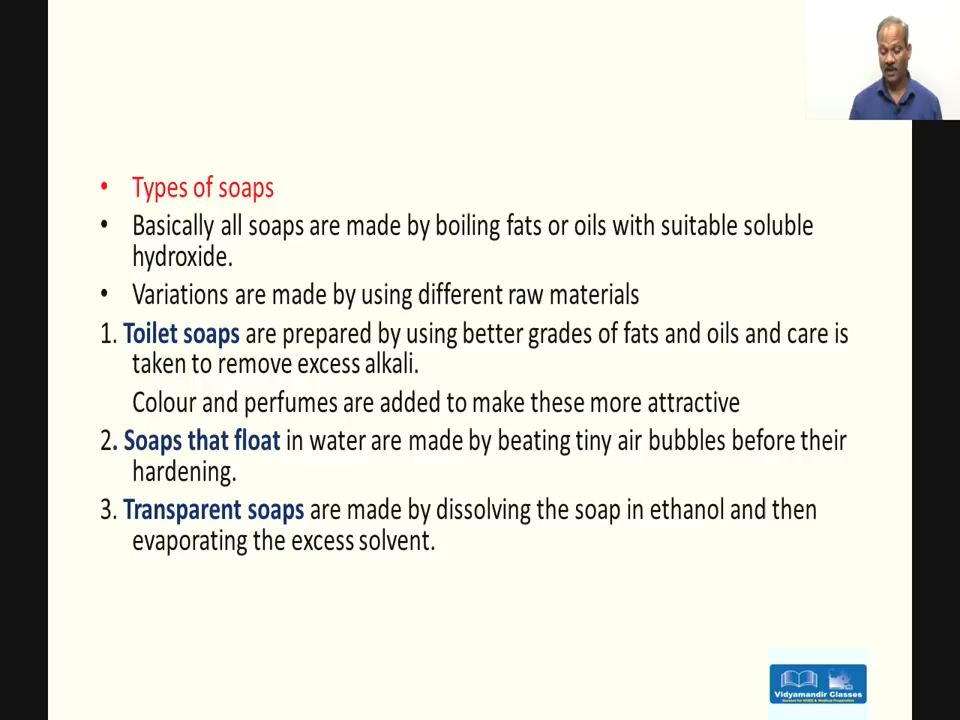 • Types of soaps
• Basically all soaps are made by boiling fats or oils with suitable soluble
hydroxide.
• Variations are made by using different raw materials
1. Toilet soaps are prepared by using better grades of fats and oils and care is
taken to remove excess alkali.
Colour and perfumes are added to make these more attractive
2. Soaps that float in water are made by beating tiny air bubbles before their
hardening.
3. Transparent soaps are made by dissolving the soap in ethanol and then
evaporating the excess solvent.
Vidyamandir Classes